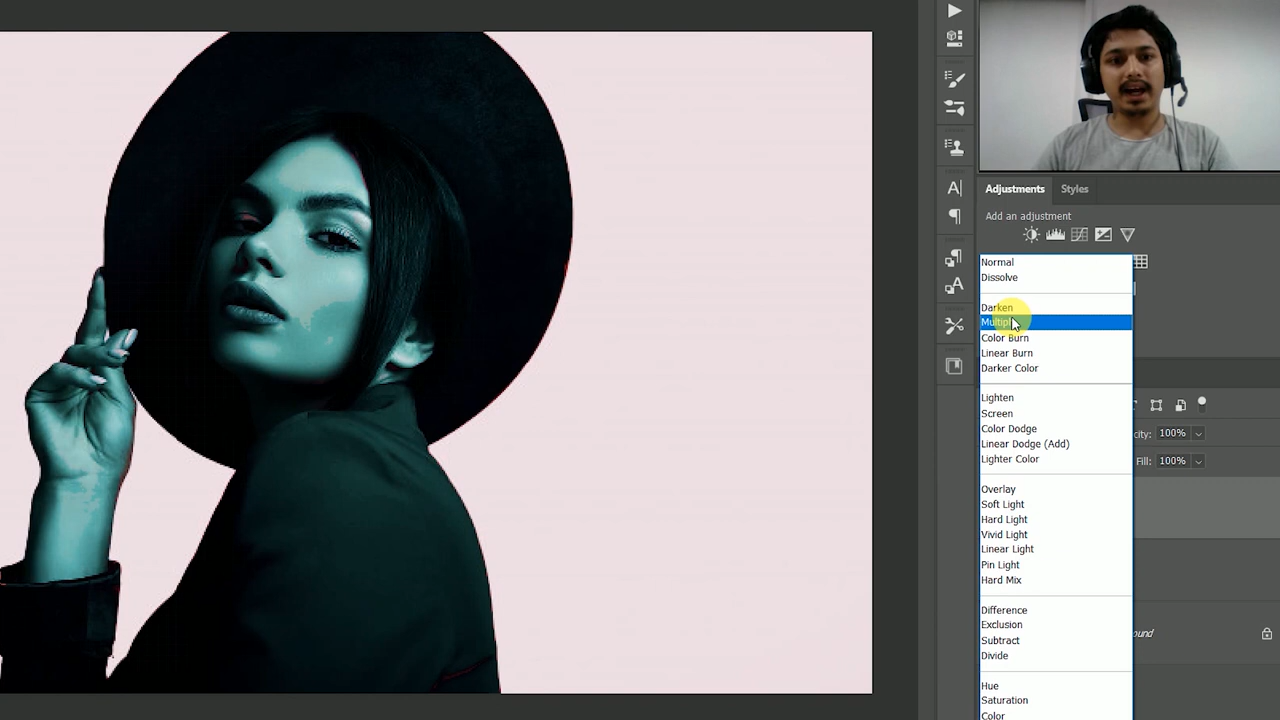 Adjustments Styles
Add an adjustment
Normal
Dissolve
Darken
Multiply
Color Burn
Linear Burn
Darker Color
Lighten
Screen
Color Dodge
Linear Dodge (Add)
Lighter Color
city: 100%
Fill: 100%
Overlay
Soft Light
Hard Light
Vivid Light
Linear Light
Pin Light
Hard Mix
Difference
Exclusion
Subtract
Divide
ound
Hue
Saturation
Color